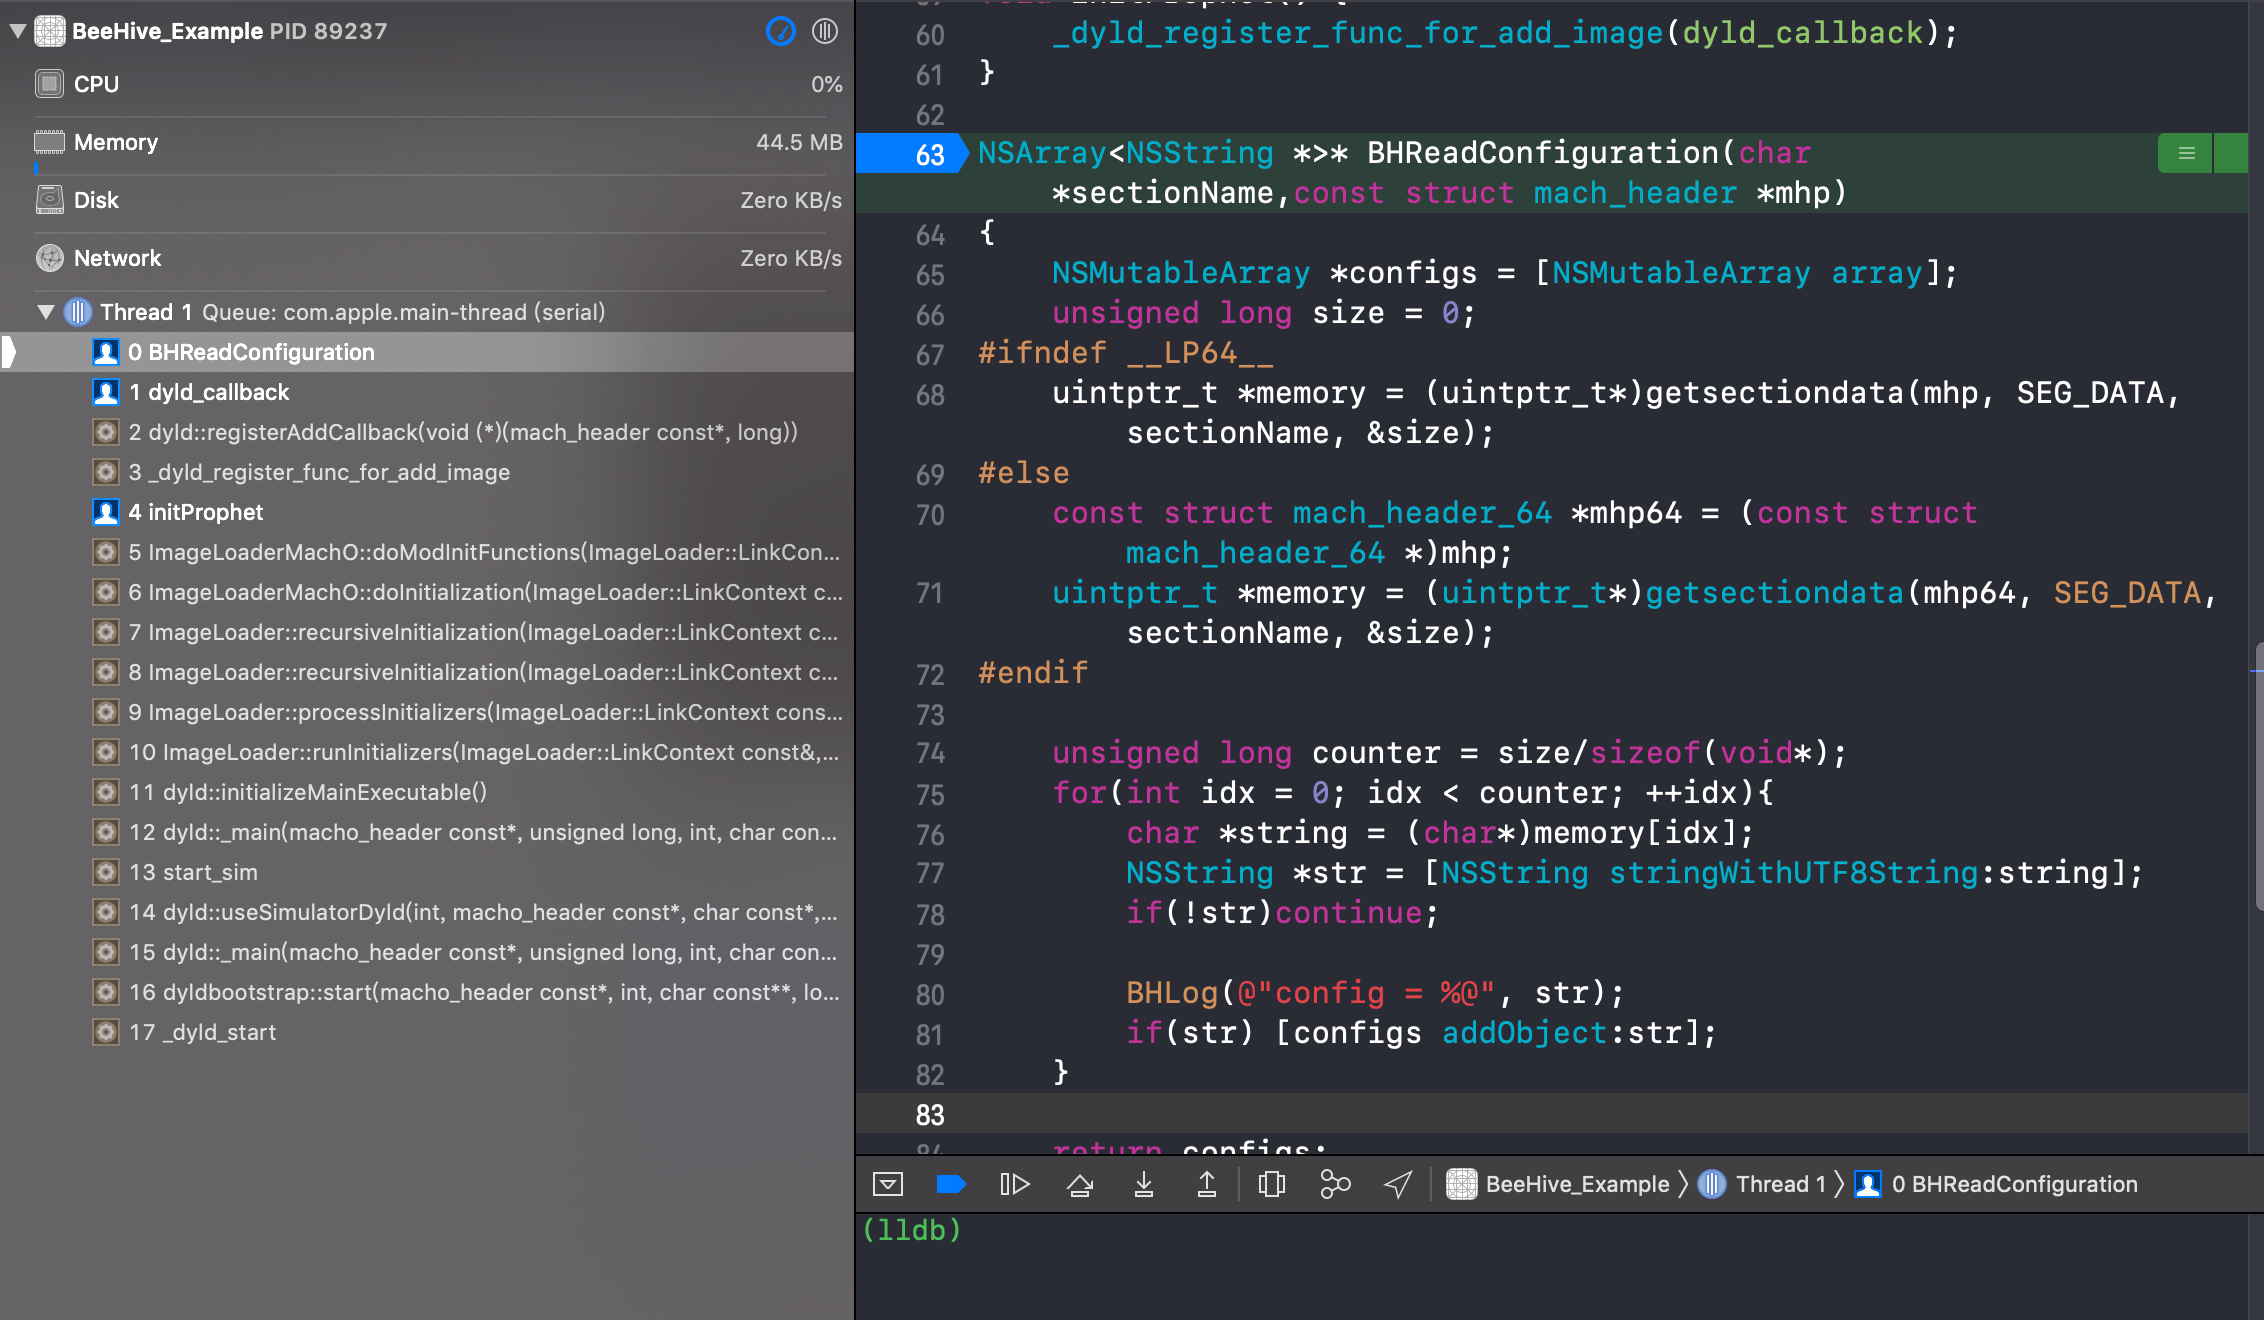 BeeHive_Example PID 89237
CPU 0%
Memory 44.5 MB
Disk Zero KB/s
Network Zero KB/s
Thread 1 Queue: com.apple.main-thread (serial)
0 BHReadConfiguration
1 dyld_callback
2 dyld::registerAddCallback(void (*)(mach_header const*, long))
3 _dyld_register_func_for_add_image
4 initProphet
5 ImageLoaderMachO::doModInitFunctions(ImageLoader::LinkCon...
6 ImageLoaderMachO::doInitialization(ImageLoader::LinkContext c...
7 ImageLoader::recursiveInitialization(ImageLoader::LinkContext c...
8 ImageLoader::recursiveInitialization(ImageLoader::LinkContext c...
9 ImageLoader::processInitializers(ImageLoader::LinkContext cons...
10 ImageLoader::runInitializers(ImageLoader::LinkContext const&,...
11 dyld::initializeMainExecutable()
12 dyld::_main(macho_header const*, unsigned long, int, char con...
13 start_sim
14 dyld::useSimulatorDyld(int, macho_header const*, char const*,...
15 dyld::_main(macho_header const*, unsigned long, int, char con...
16 dyldbootstrap::start(macho_header const*, int, char const**, lo...
17 _dyld_start
60 _dyld_register_func_for_add_image(dyld_callback);
61 }
62
63 NSArray<NSString *>* BHReadConfiguration(char
*sectionName,const struct mach_header *mhp)
64 {
65 NSMutableArray *configs = [NSMutableArray array];
66 unsigned long size = 0;
67 #ifndef __LP64__
68 uintptr_t *memory = (uintptr_t*)getsectiondata(mhp, SEG_DATA,
sectionName, &size);
69 #else
70 const struct mach_header_64 *mhp64 = (const struct
mach_header_64 *)mhp;
71 uintptr_t *memory = (uintptr_t*)getsectiondata(mhp64, SEG_DATA,
sectionName, &size);
72 #endif
73
74 unsigned long counter = size/sizeof(void*);
75 for(int idx = 0; idx < counter; ++idx){
76 char *string = (char*)memory[idx];
77 NSString *str = [NSString stringWithUTF8String:string];
78 if(!str)continue;
79
80 BHLog(@"config = %@", str);
81 if(str) [configs addObject:str];
82 }
83
84 return configs;
BeeHive_Example 〉 Thread 1 〉 0 BHReadConfiguration
(lldb)